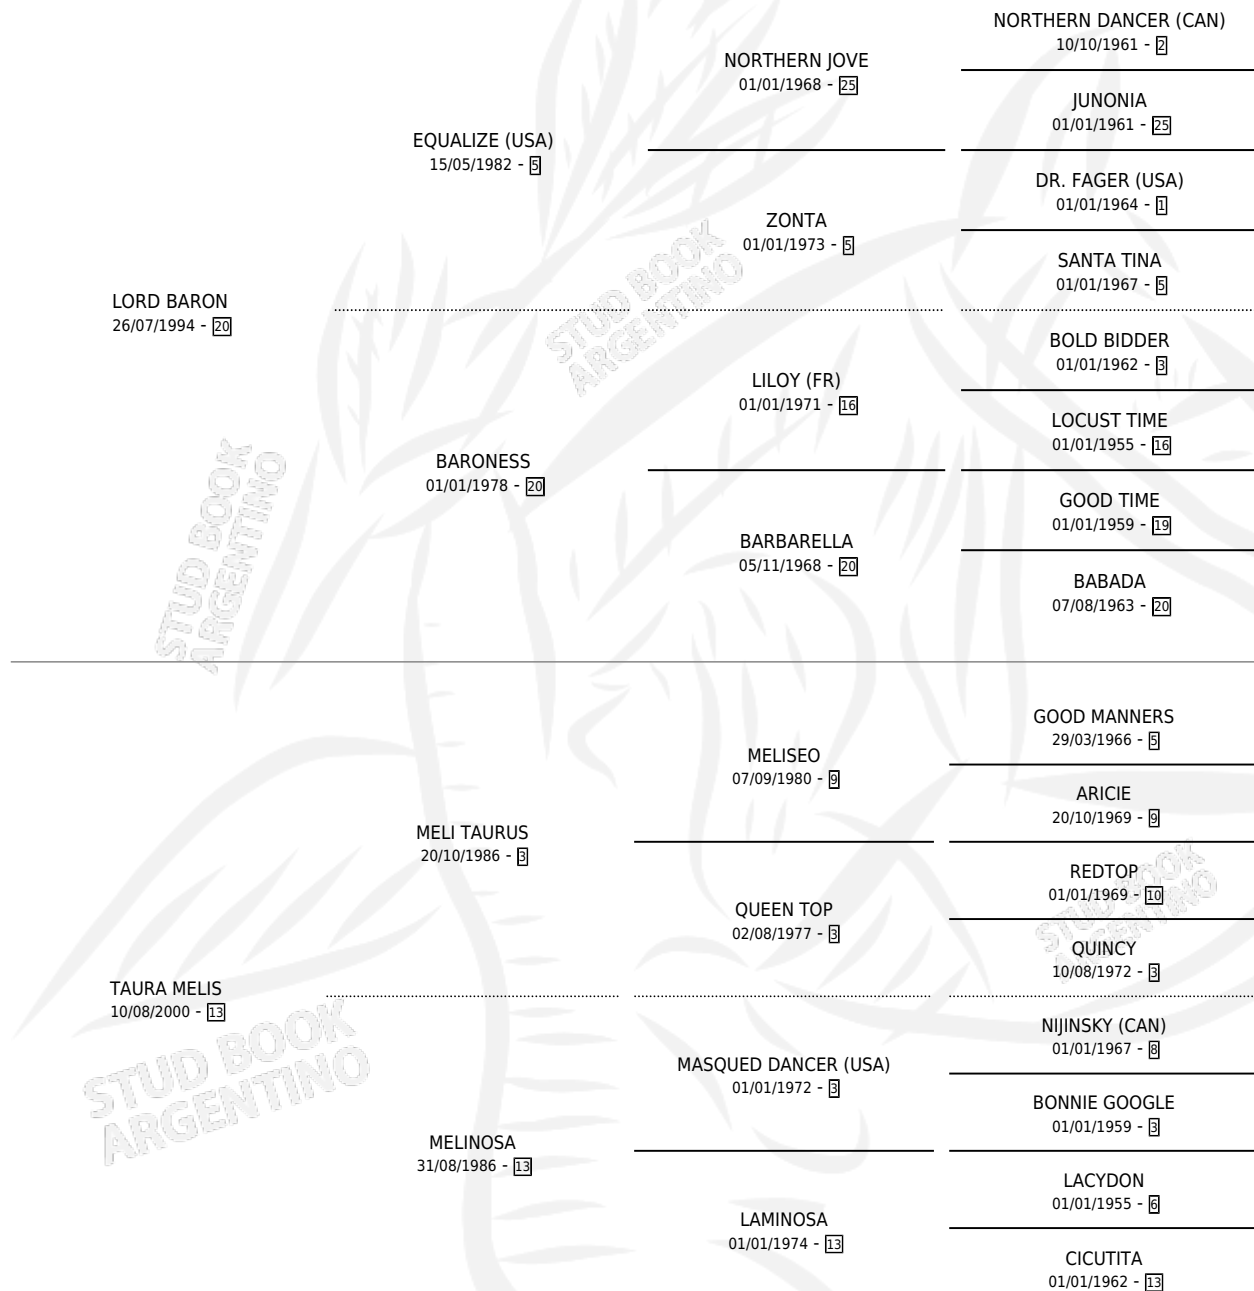 NORTHERN DANCER (CAN)
10/10/1961 - 2
NORTHERN JOVE
01/01/1968 - 25
JUNONIA
01/01/1961 - 25
EQUALIZE (USA)
15/05/1982 - 5
DR. FAGER (USA)
01/01/1964 - 1
ZONTA
01/01/1973 - 5
SANTA TINA
01/01/1967 - 5
LORD BARON
26/07/1994 - 20
STUD BOOK
ARGENTINO
BOLD BIDDER
01/01/1962 - 3
LILOY (FR)
01/01/1971 - 16
LOCUST TIME
01/01/1955 - 16
BARONESS
01/01/1978 - 20
GOOD TIME
01/01/1959 - 19
BARBARELLA
05/11/1968 - 20
BABADA
07/08/1963 - 20
STUD BOOK
ARGENTINO
GOOD MANNERS
29/03/1966 - 5
MELISEO
07/09/1980 - 9
ARICIE
20/10/1969 - 9
MELI TAURUS
20/10/1986 - 3
REDTOP
01/01/1969 - 10
QUEEN TOP
02/08/1977 - 3
QUINCY
10/08/1972 - 3
STUD BOOK
ARGENTINO
TAURA MELIS
10/08/2000 - 13
STUD BOOK
ARGENTINO
NIJINSKY (CAN)
01/01/1967 - 8
MASQUED DANCER (USA)
01/01/1972 - 3
BONNIE GOOGLE
01/01/1959 - 3
MELINOSA
31/08/1986 - 13
LACYDON
01/01/1955 - 6
LAMINOSA
01/01/1974 - 13
CICUTITA
01/01/1962 - 13